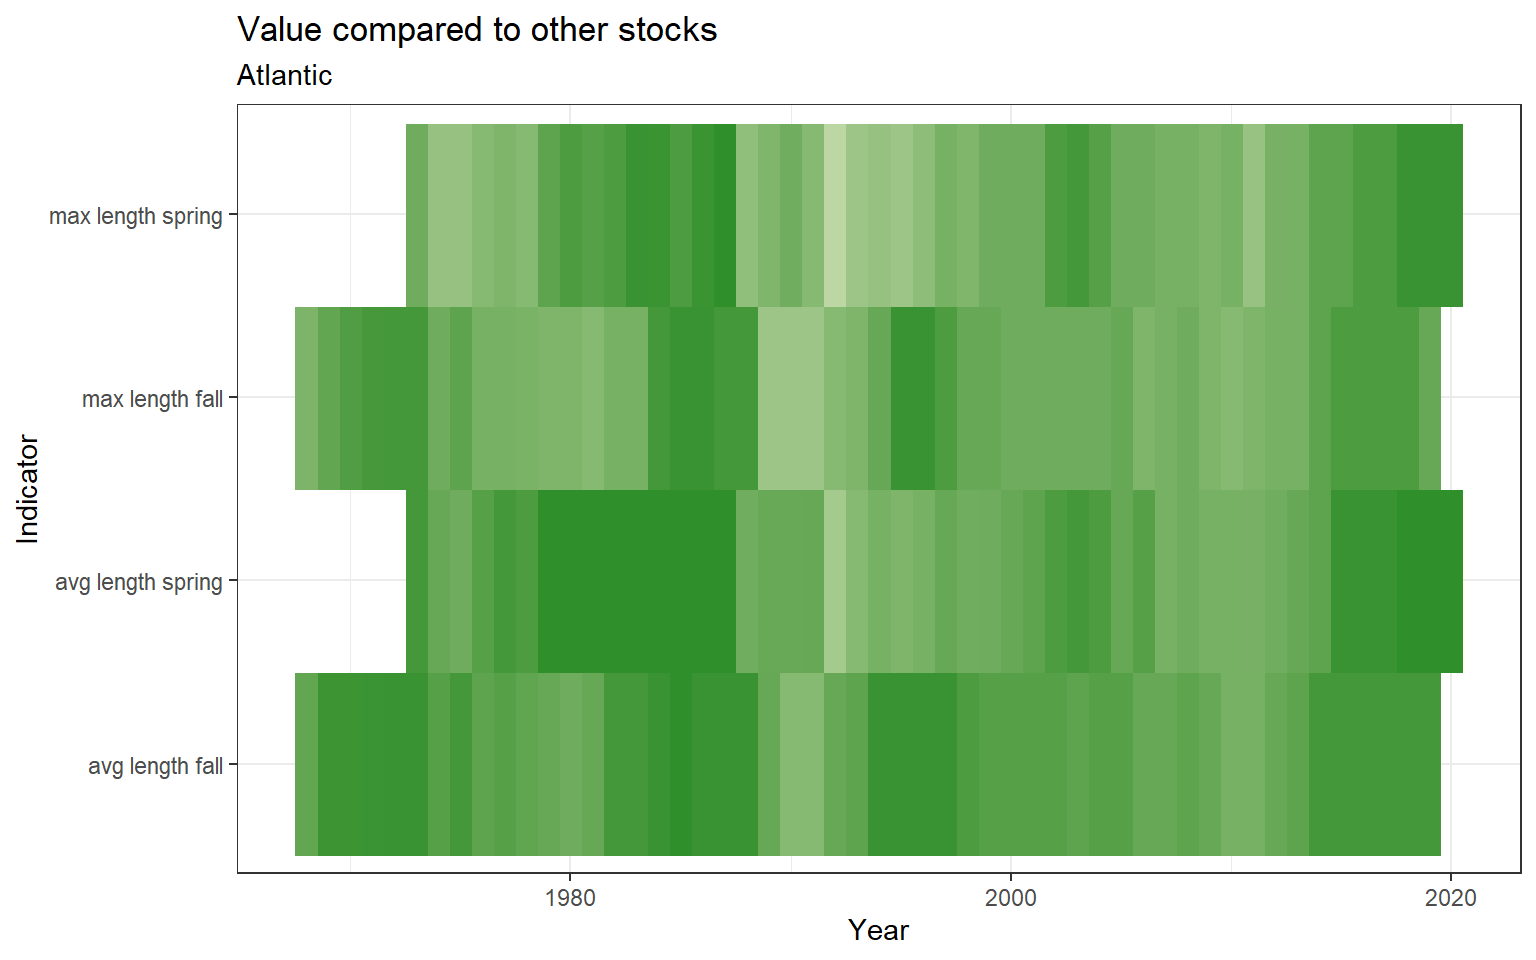 Value compared to other stocks
Atlantic
max length spring
max length fall
avg length spring
avg length fall
Indicator
1980
2000
2020
Year